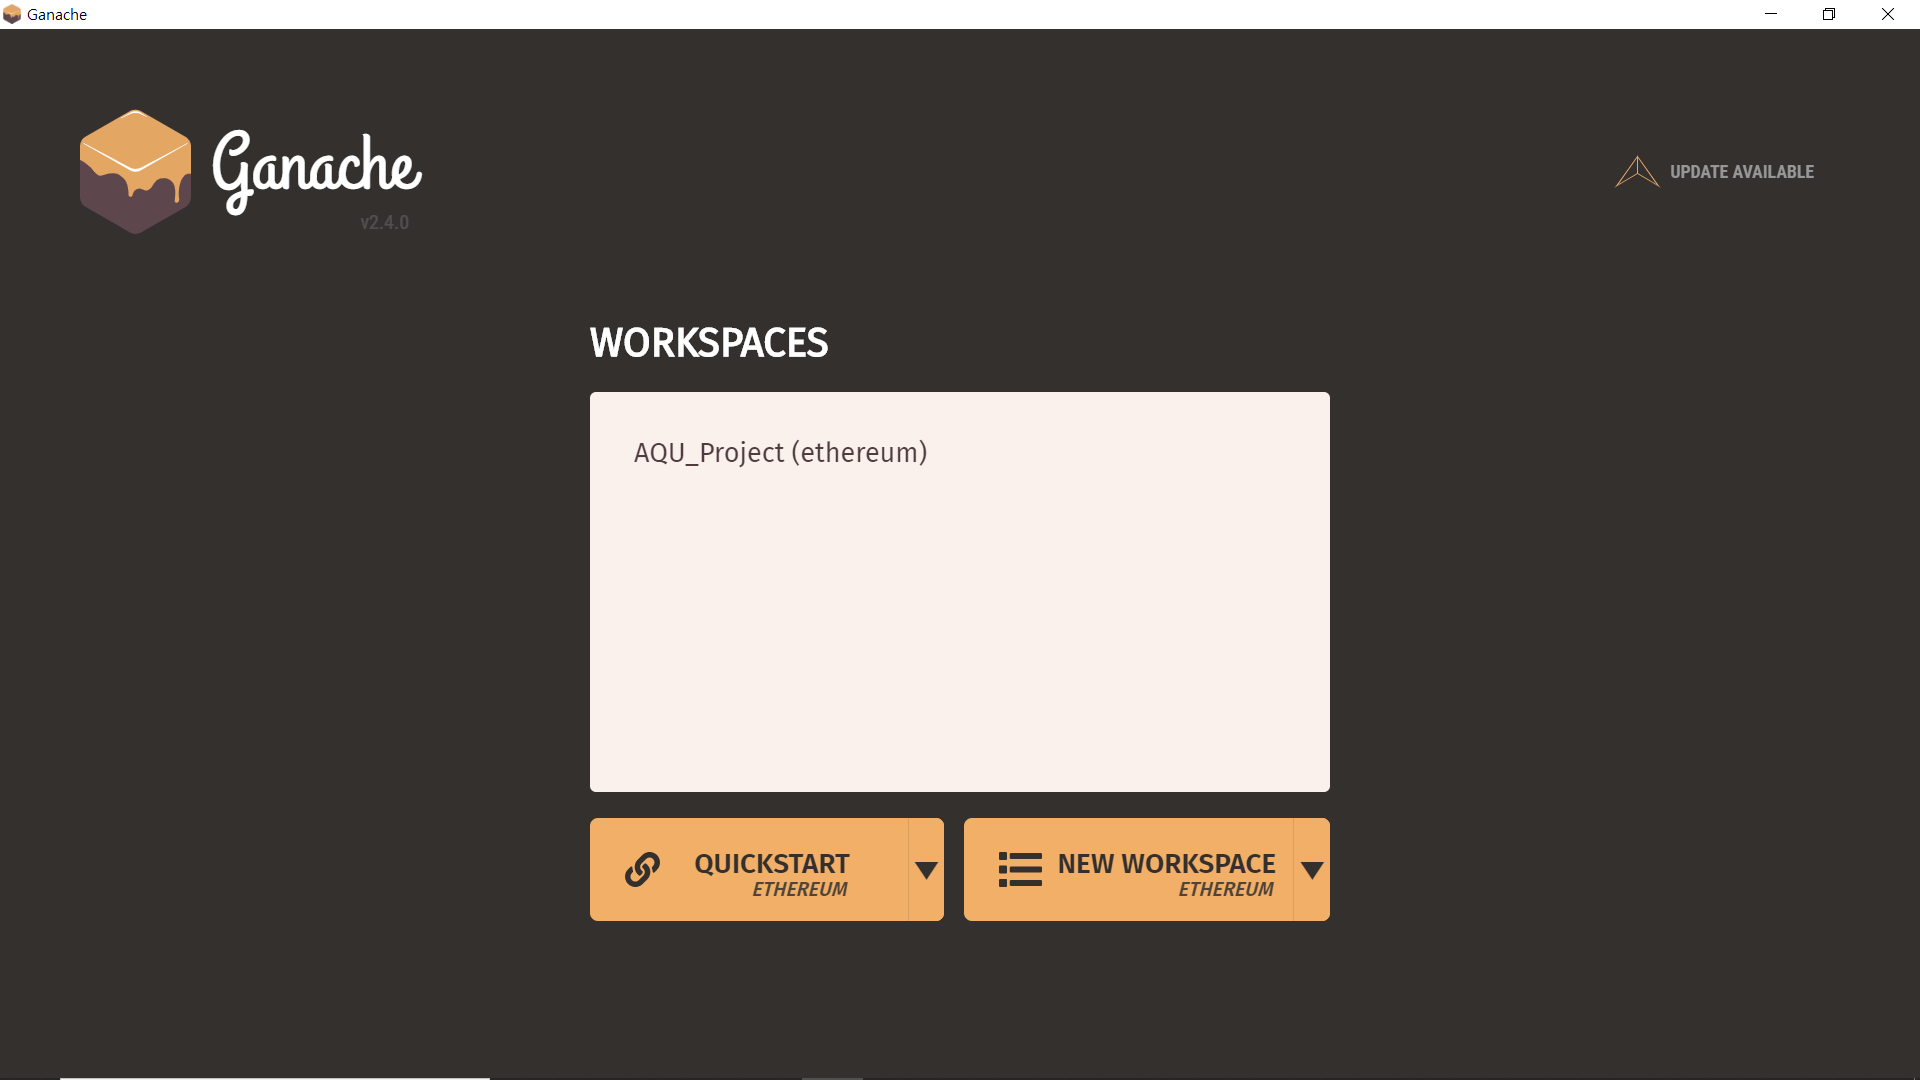 Ganache
Ganache
v2.4.0
UPDATE AVAILABLE
WORKSPACES
AQU_Project (ethereum)
QUICKSTART
ETHEREUM
NEW WORKSPACE
ETHEREUM